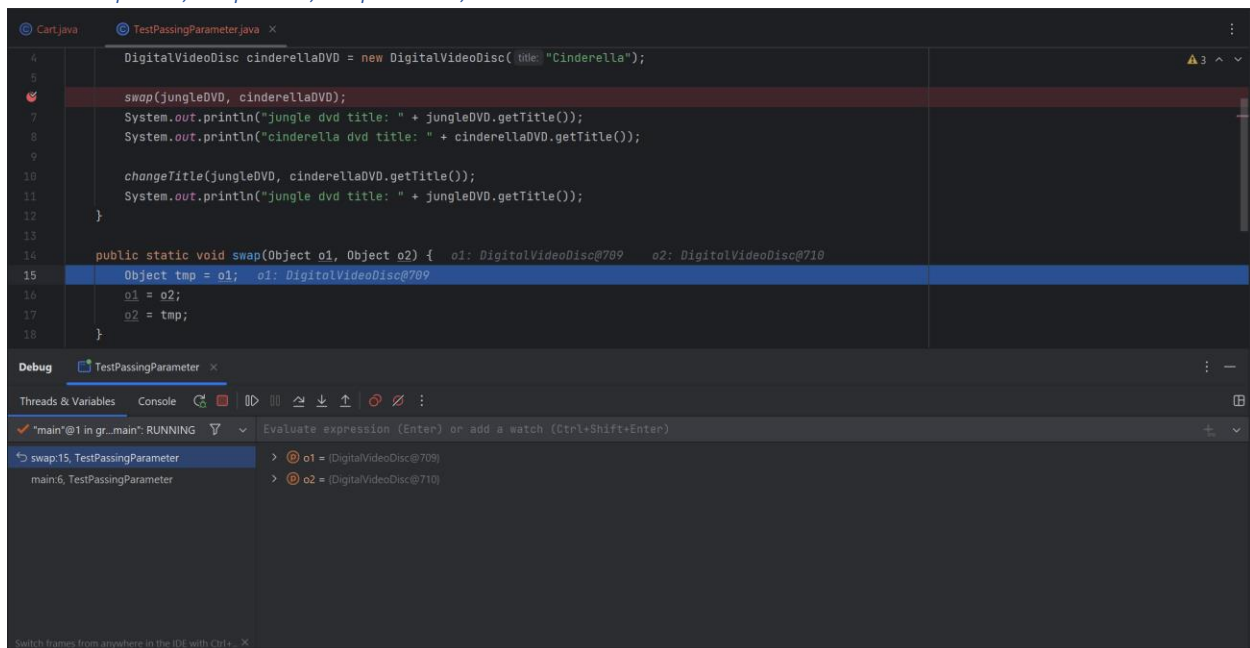 Cart.java TestPassingParameter.java ×
4 DigitalVideoDisc cinderellaDVD = new DigitalVideoDisc( title: "Cinderella"); 3
5
swap(jungleDVD, cinderellaDVD);
7 System.out.println("jungle dvd title: " + jungleDVD.getTitle());
8 System.out.println("cinderella dvd title: " + cinderellaDVD.getTitle());
9
10 changeTitle(jungleDVD, cinderellaDVD.getTitle());
11 System.out.println("jungle dvd title: " + jungleDVD.getTitle());
12 }
13
14 public static void swap(Object o1, Object o2) { o1: DigitalVideoDisc@709 o2: DigitalVideoDisc@710
15 Object tmp = o1; o1: DigitalVideoDisc@709
16 o1 = o2;
17 o2 = tmp;
18 }
Debug TestPassingParameter ×
Threads & Variables Console
"main"@1 in gr...main": RUNNING Evaluate expression (Enter) or add a watch (Ctrl+Shift+Enter)
swap:15, TestPassingParameter o1 = {DigitalVideoDisc@709}
main:6, TestPassingParameter o2 = {DigitalVideoDisc@710}
Switch frames from anywhere in the IDE with Ctrl+... ×